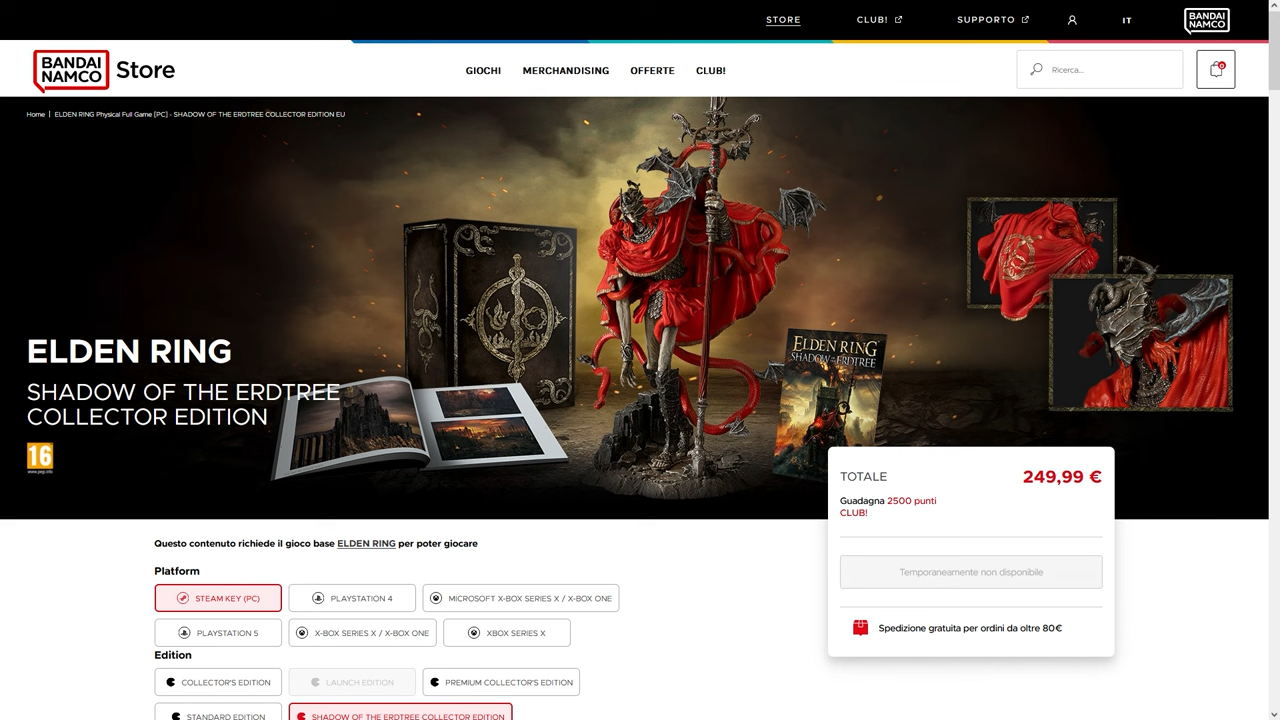 STORE
CLUB!
SUPPORTO
IT
BANDAI
NAMCO
BANDAI
NAMCO
Store
GIOCHI
MERCHANDISING
OFFERTE
CLUB!
Ricerca...
0
Home | ELDEN RING Physical Full Game [PC] - SHADOW OF THE ERDTREE COLLECTOR EDITION EU
ELDEN RING
SHADOW OF THE ERDTREE
ELDEN RING
SHADOW OF THE ERDTREE
COLLECTOR EDITION
16
www.pegi.info
TOTALE
249,99 €
Guadagna 2500 punti
CLUB!
Temporaneamente non disponibile
Spedizione gratuita per ordini da oltre 80€
Questo contenuto richiede il gioco base ELDEN RING per poter giocare
Platform
STEAM KEY (PC)
PLAYSTATION 4
MICROSOFT X-BOX SERIES X / X-BOX ONE
PLAYSTATION 5
X-BOX SERIES X / X-BOX ONE
XBOX SERIES X
Edition
COLLECTOR'S EDITION
LAUNCH EDITION
PREMIUM COLLECTOR'S EDITION
STANDARD EDITION
SHADOW OF THE ERDTREE COLLECTOR EDITION